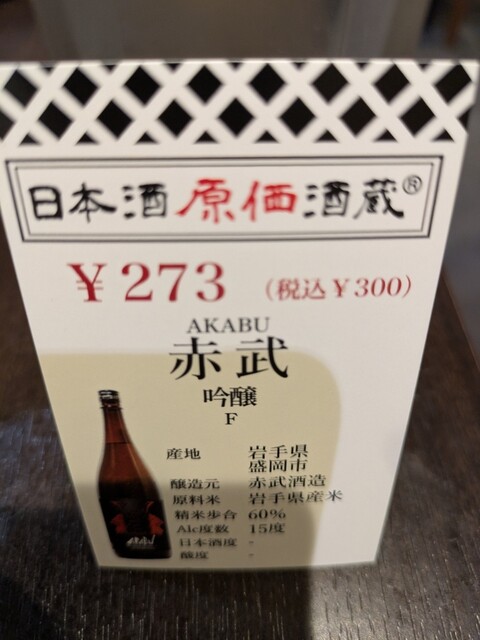 日本酒原価酒蔵®
¥273 (税込¥300)
AKABU
赤武
吟醸
F
産地 岩手県
盛岡市
醸造元 赤武酒造
原料米 岩手県産米
精米歩合 60%
Alc度数 15度
日本酒度 -
酸度 -